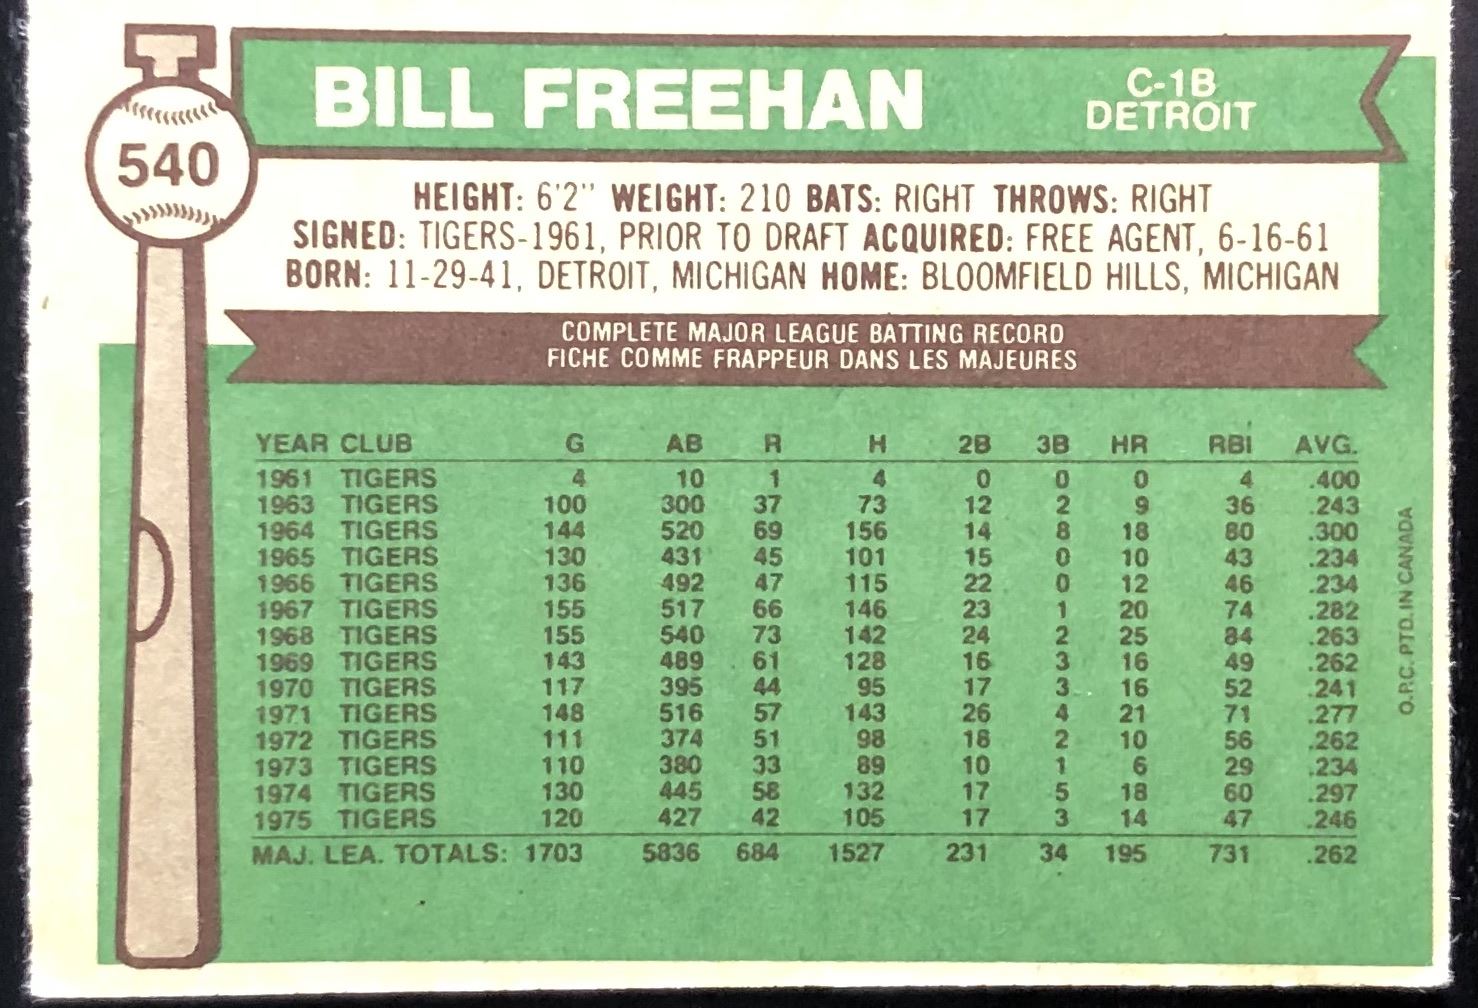 540
BILL FREEHAN
C-1B
DETROIT
HEIGHT: 6'2" WEIGHT: 210 BATS: RIGHT THROWS: RIGHT
SIGNED: TIGERS-1961, PRIOR TO DRAFT ACQUIRED: FREE AGENT, 6-16-61
BORN: 11-29-41, DETROIT, MICHIGAN HOME: BLOOMFIELD HILLS, MICHIGAN
COMPLETE MAJOR LEAGUE BATTING RECORD
FICHE COMME FRAPPEUR DANS LES MAJEURES
YEAR CLUB G AB R H 2B 3B HR RBI AVG.
1961 TIGERS 4 10 1 4 0 0 0 4 .400
1963 TIGERS 100 300 37 73 12 2 9 36 .243
1964 TIGERS 144 520 69 156 14 8 18 80 .300
1965 TIGERS 130 431 45 101 15 0 10 43 .234
1966 TIGERS 136 492 47 115 22 0 12 46 .234
1967 TIGERS 155 517 66 146 23 1 20 74 .282
1968 TIGERS 155 540 73 142 24 2 25 84 .263
1969 TIGERS 143 489 61 128 16 3 16 49 .262
1970 TIGERS 117 395 44 95 17 3 16 52 .241
1971 TIGERS 148 516 57 143 26 4 21 71 .277
1972 TIGERS 111 374 51 98 18 2 10 56 .262
1973 TIGERS 110 380 33 89 10 1 6 29 .234
1974 TIGERS 130 445 58 132 17 5 18 60 .297
1975 TIGERS 120 427 42 105 17 3 14 47 .246
MAJ. LEA. TOTALS: 1703 5836 684 1527 231 34 195 731 .262
O.P.C. PTD. IN CANADA